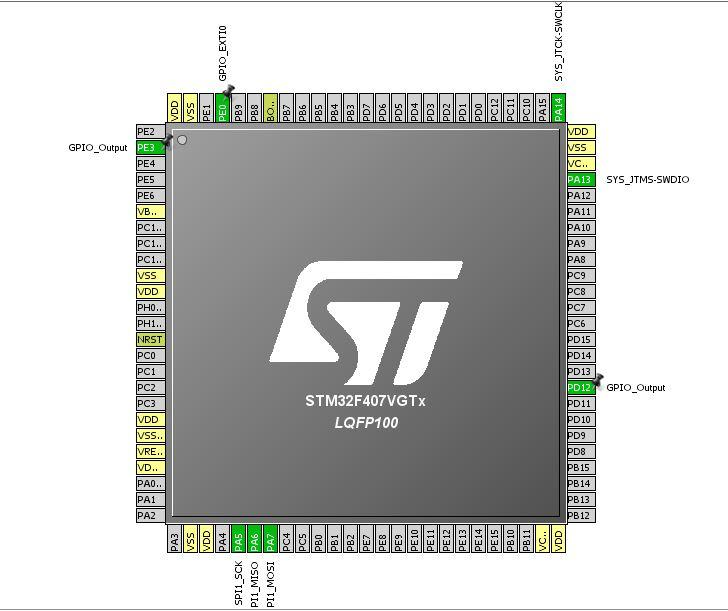 GPIO_EXTI0
SYS_JTCK-SWCLK
VDD
VSS
PE1
PE0
PB9
PB8
BO..
PB7
PB6
PB5
PB4
PB3
PD7
PD6
PD5
PD4
PD3
PD2
PD1
PD0
PC12
PC11
PC10
PA15
PA14
PE2
GPIO_Output
PE3
PE4
PE5
PE6
VB..
PC1..
PC1..
PC1..
VSS
VDD
PH0..
PH1..
NRST
PC0
PC1
PC2
PC3
VDD
VSS..
VRE..
VD..
PA0..
PA1
PA2
STM32F407VGTx
LQFP100
VDD
VSS
VC..
PA13
SYS_JTMS-SWDIO
PA12
PA11
PA10
PA9
PA8
PC9
PC8
PC7
PC6
PD15
PD14
PD13
PD12
GPIO_Output
PD11
PD10
PD9
PD8
PB15
PB14
PB13
PB12
PA3
VSS
VDD
PA4
PA5
PA6
PA7
PC4
PC5
PB0
PB1
PB2
PE7
PE8
PE9
PE10
PE11
PE12
PE13
PE14
PE15
PB10
PB11
VC..
VDD
SPI1_SCK
PI1_MISO
PI1_MOSI